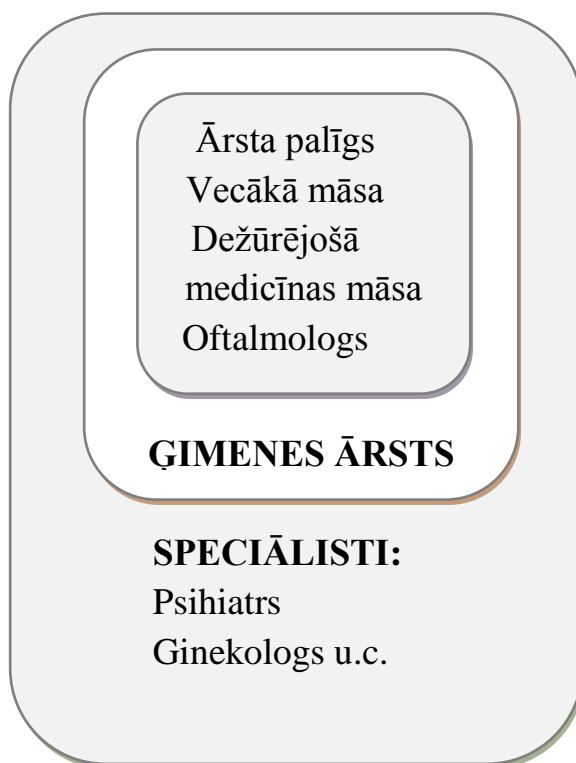 Ārsta palīgs
Vecākā māsa
Dežūrējošā
medicīnas māsa
Oftalmologs
ĢIMENES ĀRSTS
SPECIĀLISTI:
Psihiatrs
Ginekologs u.c.